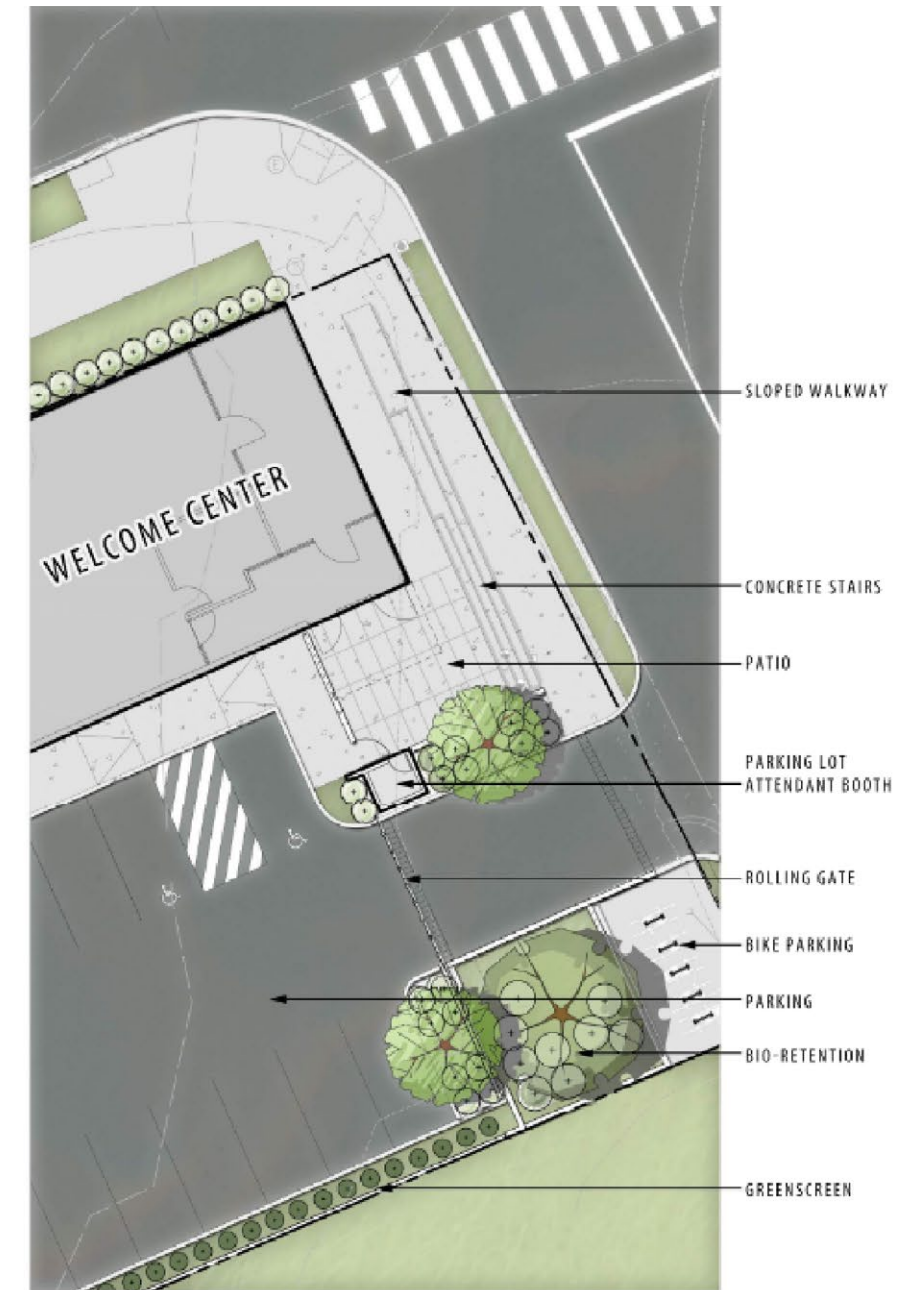 SLOPED WALKWAY
WELCOME CENTER
CONCRETE STAIRS
PATIO
PARKING LOT
ATTENDANT BOOTH
ROLLING GATE
BIKE PARKING
PARKING
BIO-RETENTION
GREENSCREEN